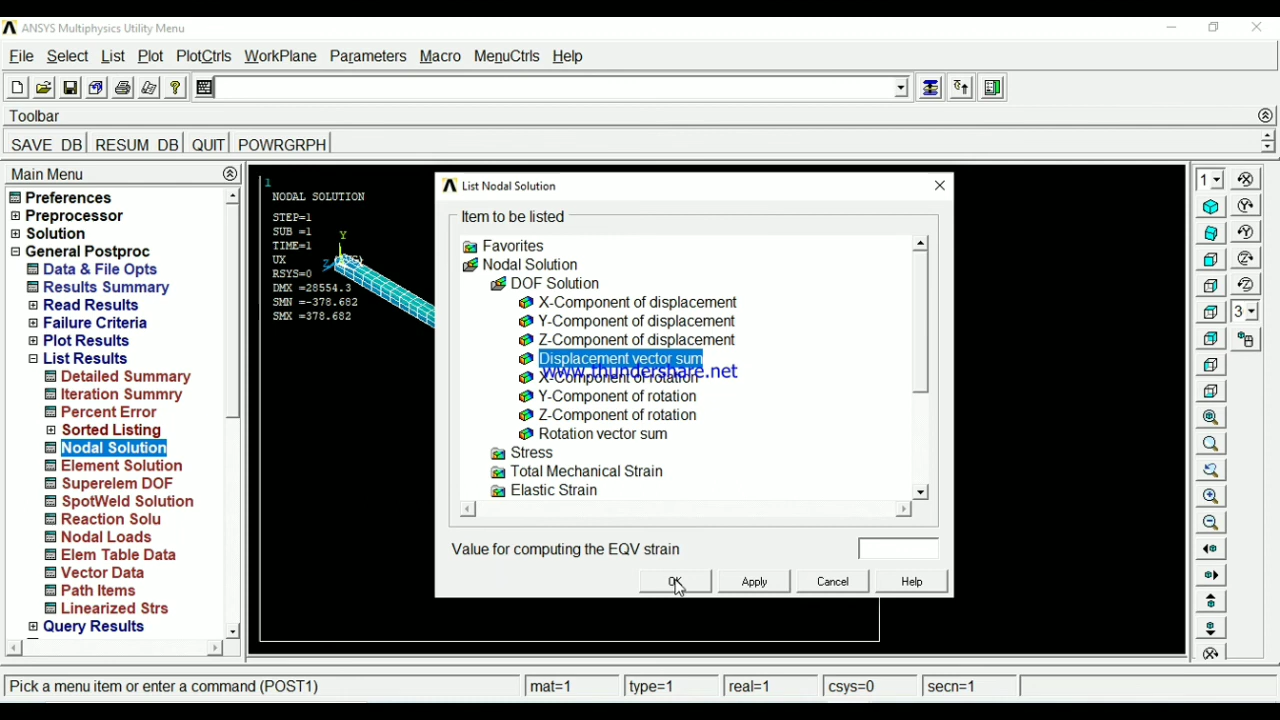 ANSYS Multiphysics Utility Menu
File Select List Plot PlotCtrls WorkPlane Parameters Macro MenuCtrls Help
Toolbar
SAVE_DB RESUM_DB QUIT POWRGRPH
Main Menu
Preferences
Preprocessor
Solution
General Postproc
Data & File Opts
Results Summary
Read Results
Failure Criteria
Plot Results
List Results
Detailed Summary
Iteration Summry
Percent Error
Sorted Listing
Nodal Solution
Element Solution
Superelem DOF
SpotWeld Solution
Reaction Solu
Nodal Loads
Elem Table Data
Vector Data
Path Items
Linearized Strs
Query Results
1
NODAL SOLUTION
STEP=1
SUB =1
TIME=1
UX (AVG)
RSYS=0
DMX =28554.3
SMN =-378.682
SMX =378.682
Y
Z
List Nodal Solution
Item to be listed
Favorites
Nodal Solution
DOF Solution
X-Component of displacement
Y-Component of displacement
Z-Component of displacement
Displacement vector sum
www.thundershare.net
X-Component of rotation
Y-Component of rotation
Z-Component of rotation
Rotation vector sum
Stress
Total Mechanical Strain
Elastic Strain
Value for computing the EQV strain
OK Apply Cancel Help
1
3
Pick a menu item or enter a command (POST1) mat=1 type=1 real=1 csys=0 secn=1